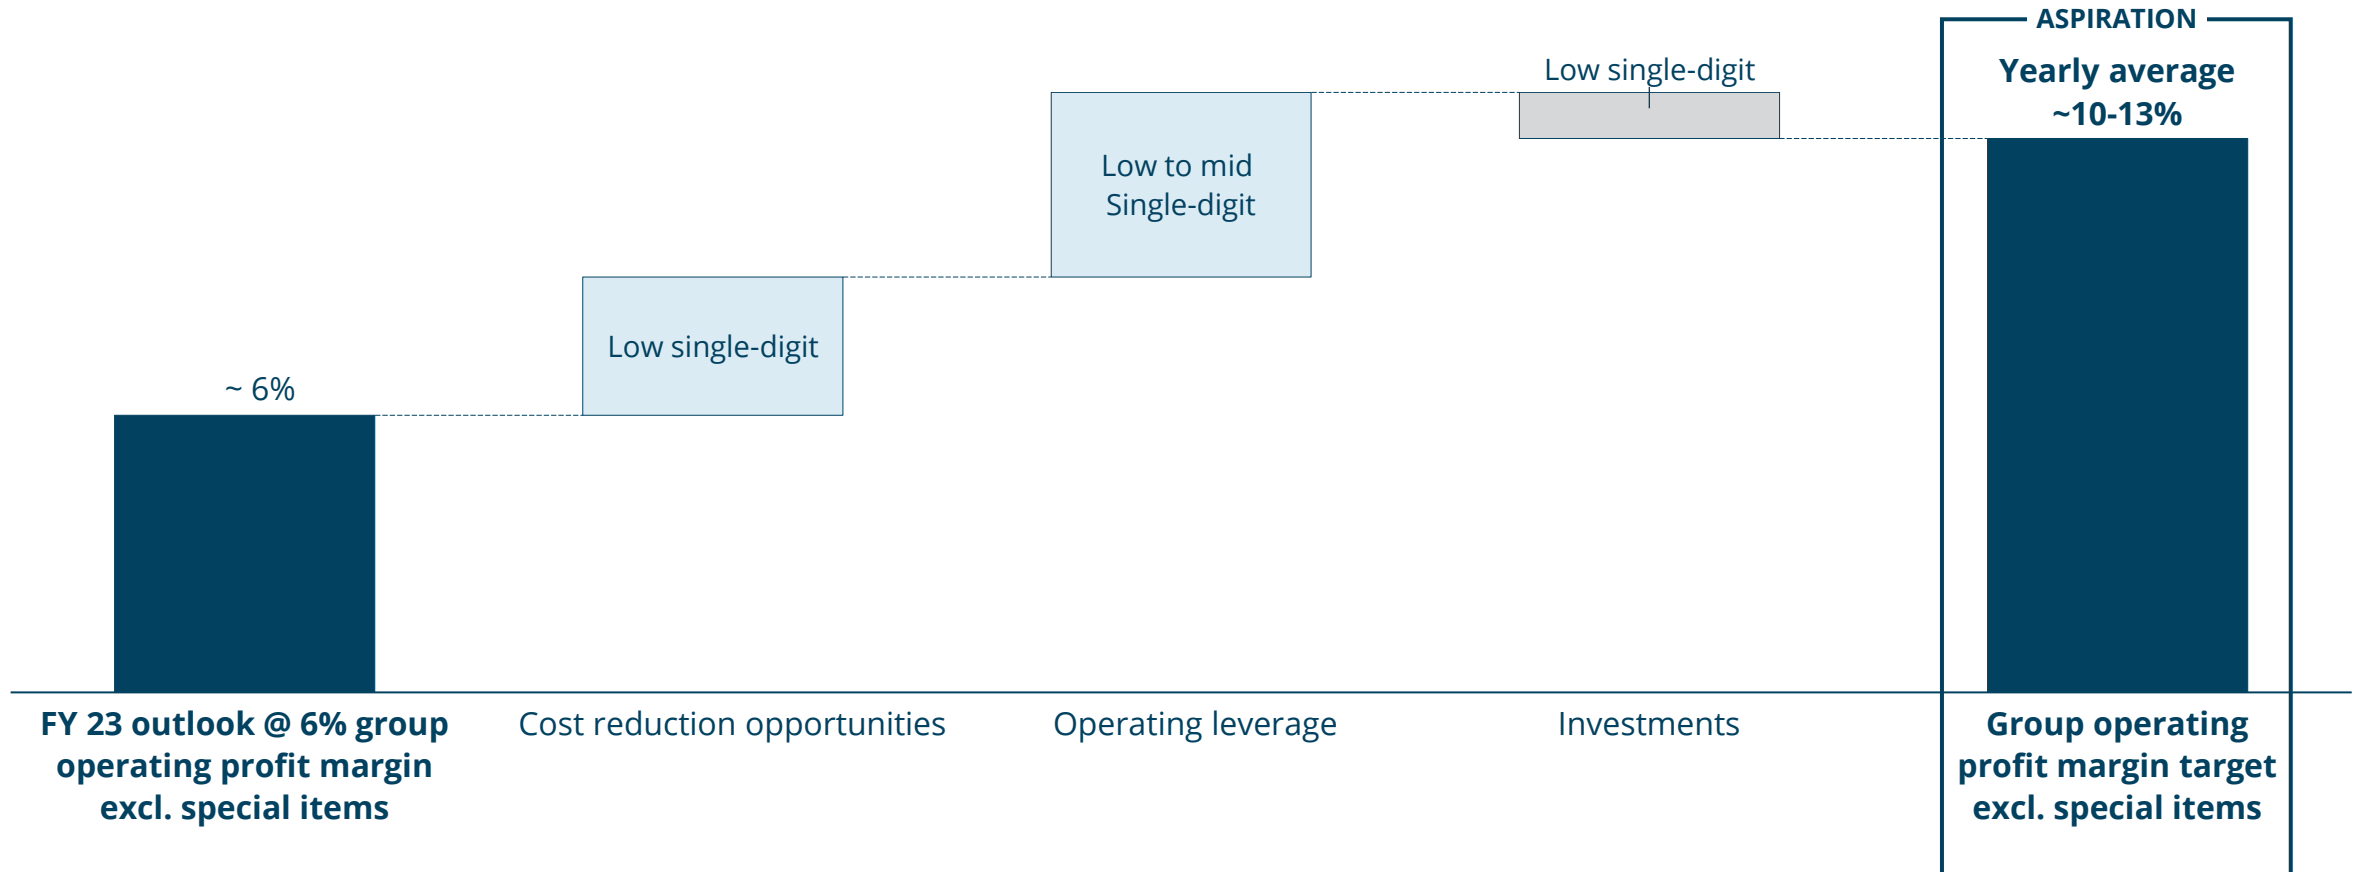 ASPIRATION
Yearly average
~10-13%
Low single-digit
Low to mid
Single-digit
Low single-digit
~ 6%
FY 23 outlook @ 6% group
operating profit margin
excl. special items
Cost reduction opportunities
Operating leverage
Investments
Group operating
profit margin target
excl. special items